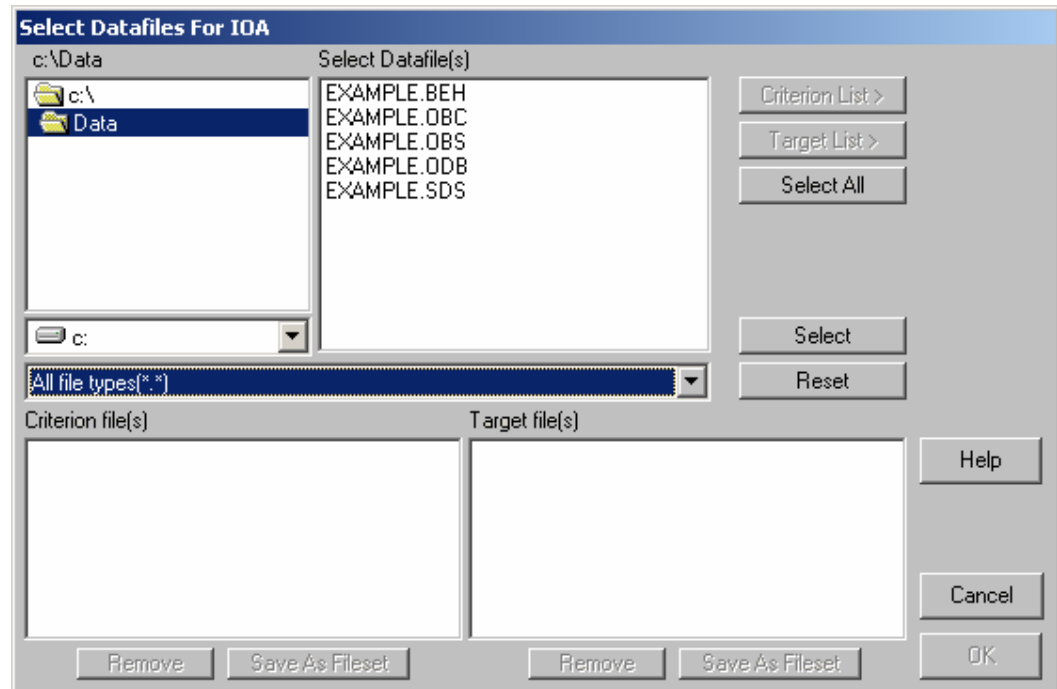 Select Datafiles For IOA
c:\Data
Select Datafile(s)
c:\
Data
EXAMPLE.BEH
EXAMPLE.OBC
EXAMPLE.OBS
EXAMPLE.ODB
EXAMPLE.SDS
Criterion List >
Target List >
Select All
c:
Select
All file types(*.*)
Reset
Criterion file(s)
Target file(s)
Help
Cancel
Remove
Save As Fileset
Remove
Save As Fileset
OK